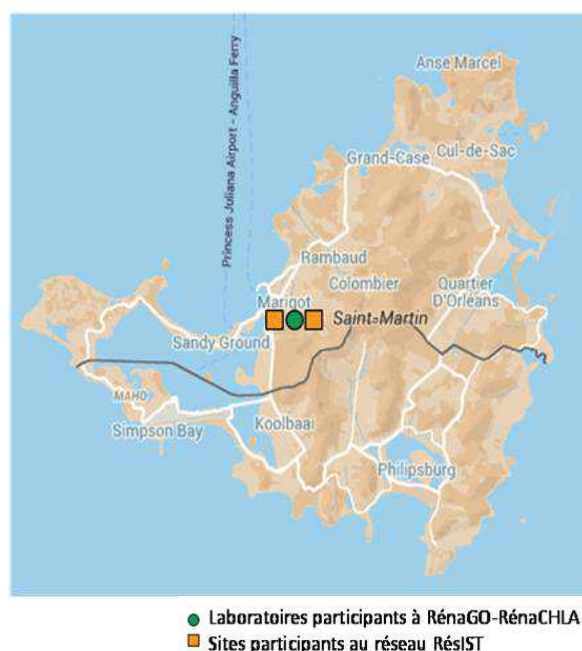 Anse Marcel
Cul-de-Sac
Grand-Case
Princess Juliana Airport - Anguilla Ferry
Rambaud
Colombier
Quartier
D'Orléans
Marigot
Saint-Martin
Sandy Ground
MAHO
Simpson Bay
Koolbaai
Philipsburg
Laboratoires participants à RénaGO-RénaCHLA
Sites participants au réseau RésIST